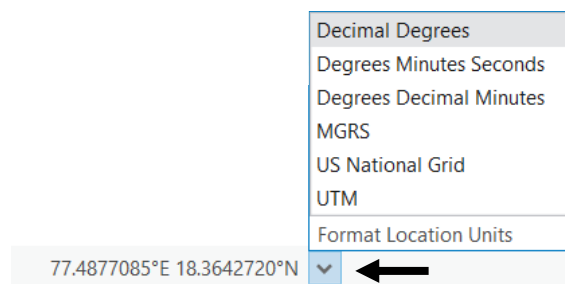 Decimal Degrees
Degrees Minutes Seconds
Degrees Decimal Minutes
MGRS
US National Grid
UTM
Format Location Units
77.4877085°E 18.3642720°N